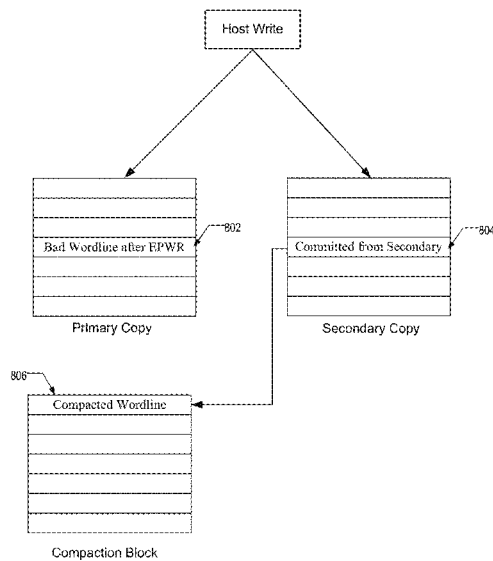 Host Write
802
804
Bad Wordline after EPWR
Committed from Secondary
Primary Copy
Secondary Copy
806
Compacted Wordline
Compaction Block